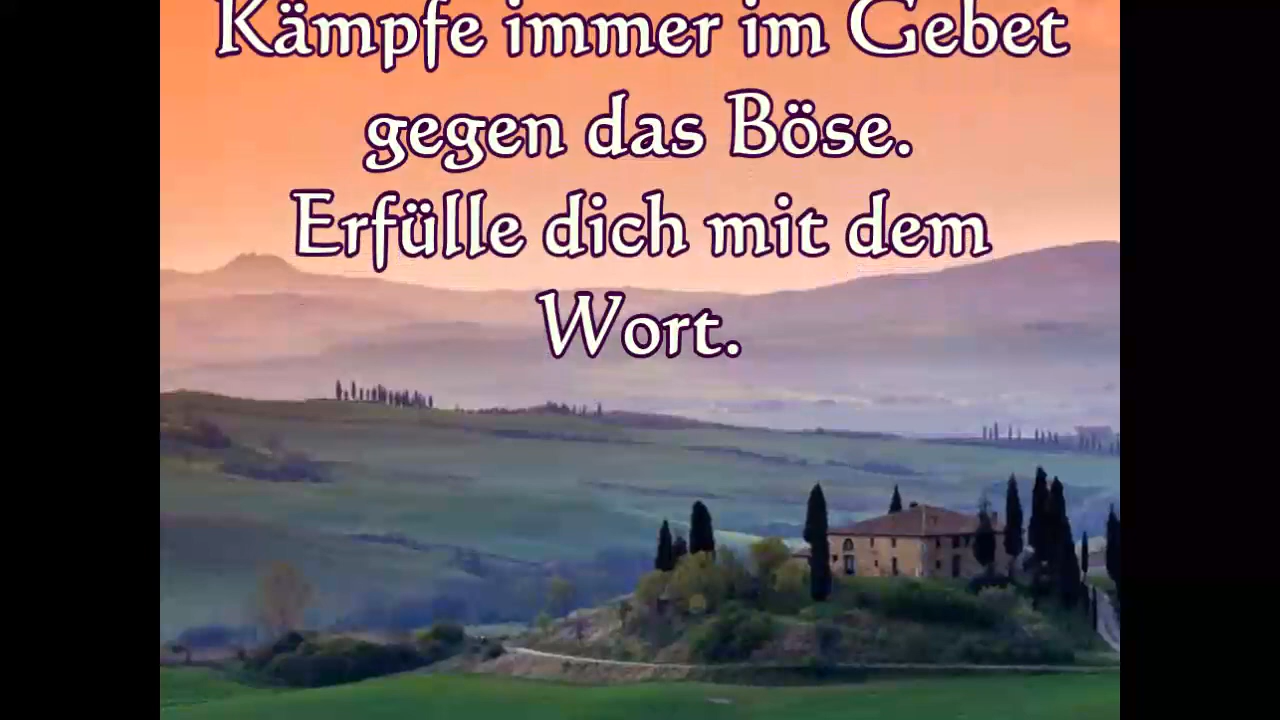 Kämpfe immer im Gebet
gegen das Böse.
Erfülle dich mit dem
Wort.